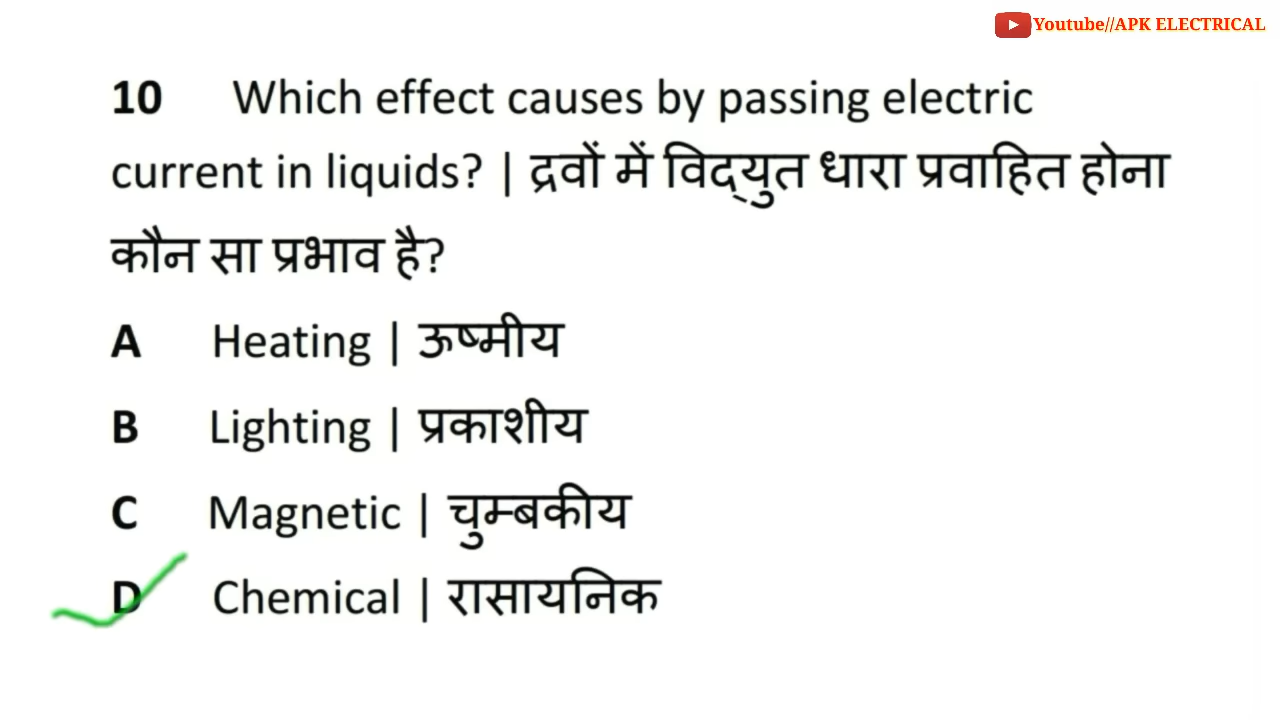 Youtube//APK ELECTRICAL
10 Which effect causes by passing electric
current in liquids? | द्रवों में विद्‌युत धारा प्रवाहित होना
कौन सा प्रभाव है?
A Heating | ऊष्मीय
B Lighting | प्रकाशीय
C Magnetic | चुम्बकीय
D Chemical | रासायनिक